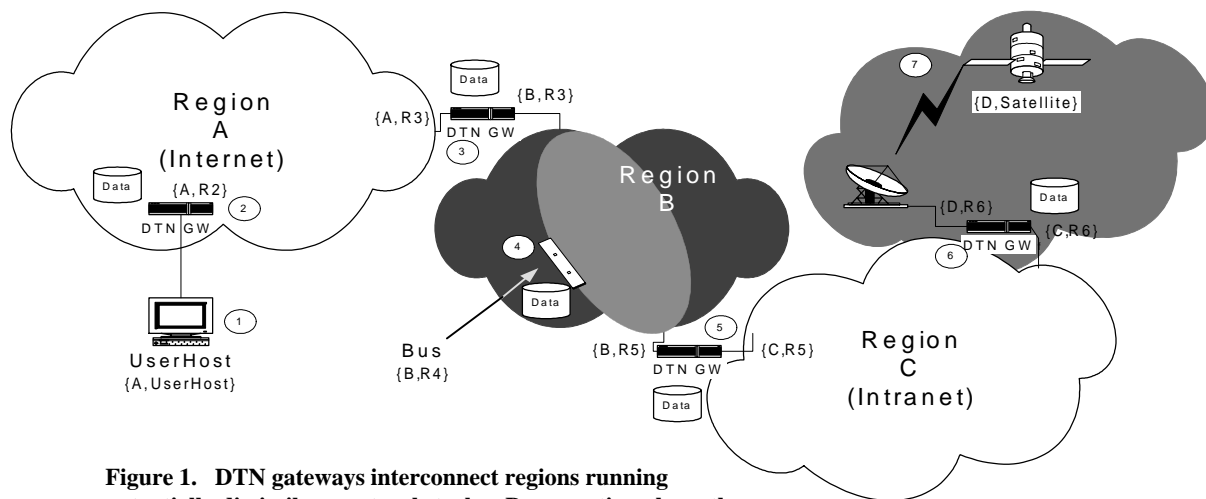 Region
A
(Internet)
Data
{A,R2}
DTN GW
2
1
UserHost
{A,UserHost}
Data
{A,R3}
{B,R3}
DTN GW
3
Region
B
4
Data
Bus
{B,R4}
5
{B,R5}
{C,R5}
DTN GW
Data
Region
C
(Intranet)
7
{D,Satellite}
Data
{D,R6}
{C,R6}
DTN GW
6
Figure 1. DTN gateways interconnect regions running